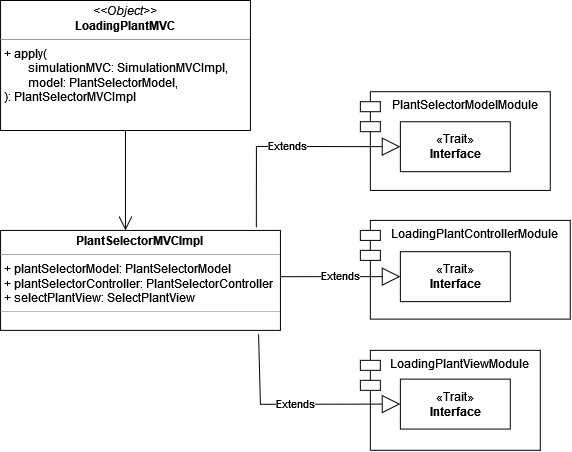 <<Object>>
LoadingPlantMVC
+ apply(
simulationMVC: SimulationMVCImpl,
model: PlantSelectorModel,
): PlantSelectorMVCImpl
PlantSelectorModelModule
«Trait»
Interface
Extends
PlantSelectorMVCImpl
+ plantSelectorModel: PlantSelectorModel
+ plantSelectorController: PlantSelectorController
+ selectPlantView: SelectPlantView
LoadingPlantControllerModule
«Trait»
Interface
Extends
LoadingPlantViewModule
«Trait»
Interface
Extends